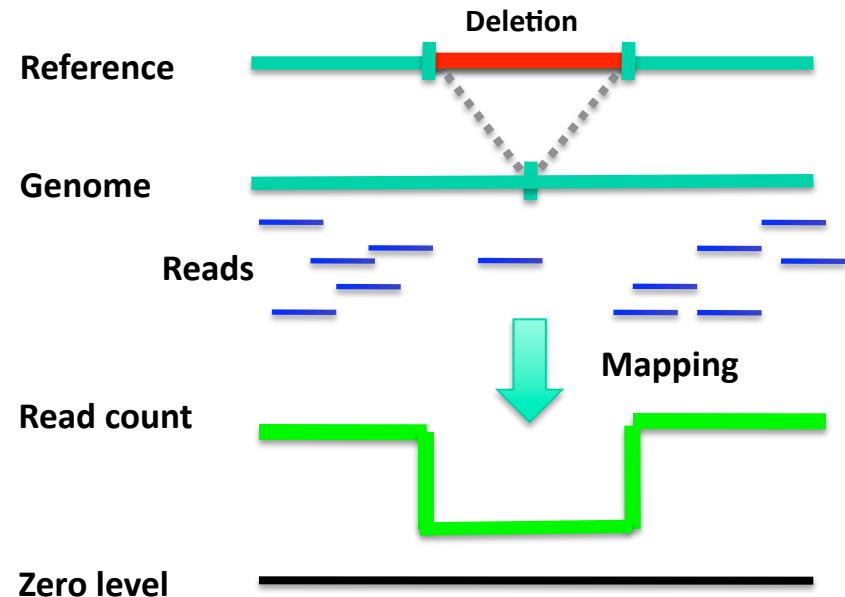 Deletion
Reference
Genome
Reads
Mapping
Read count
Zero level